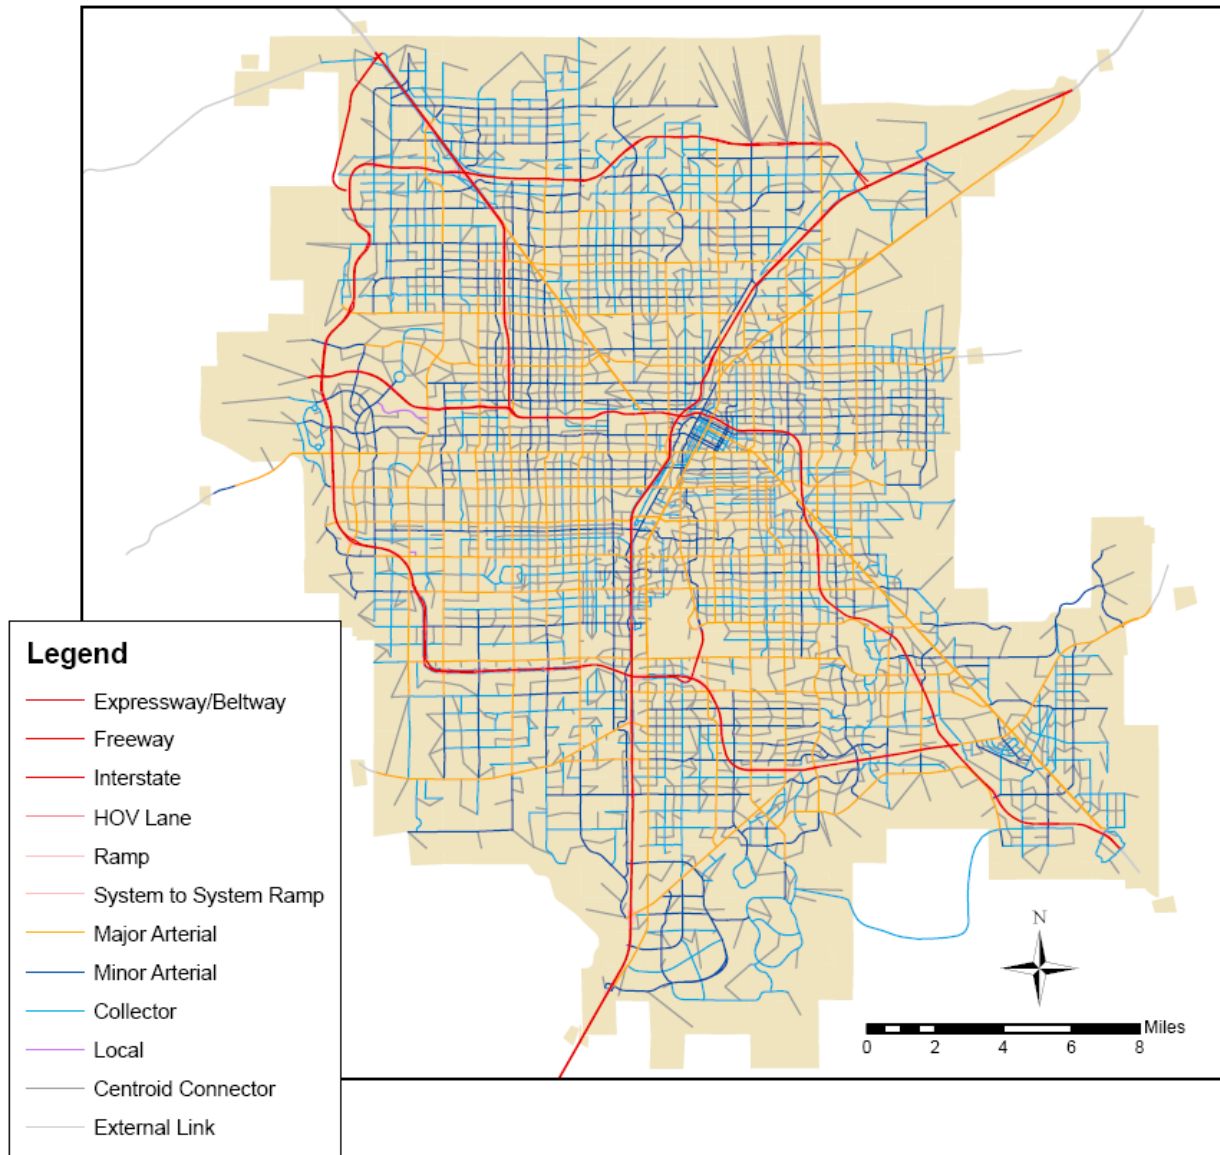 Legend
Expressway/Beltway
Freeway
Interstate
HOV Lane
Ramp
System to System Ramp
Major Arterial
Minor Arterial
Collector
Local
Centroid Connector
External Link
N
Miles
0 2 4 6 8